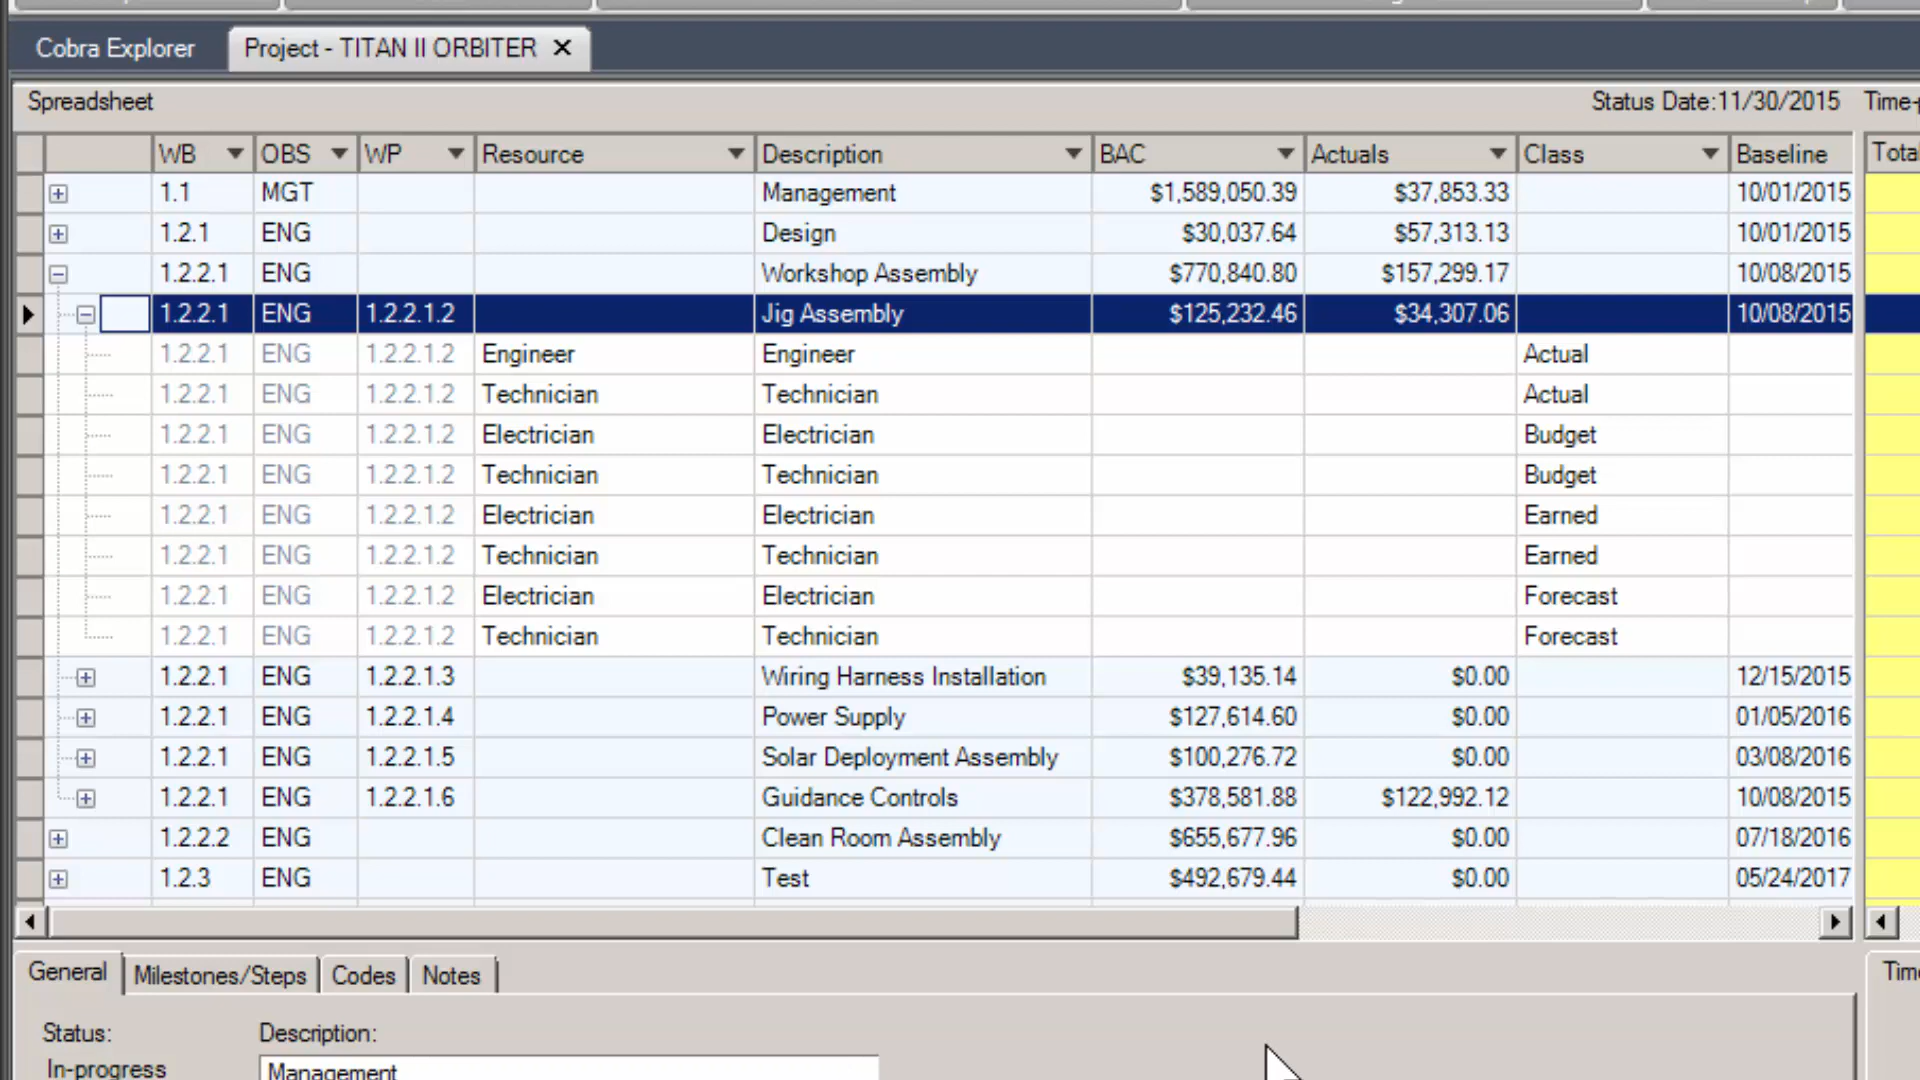 Cobra Explorer Project - TITAN II ORBITER
Spreadsheet Status Date:11/30/2015
WB OBS WP Resource Description BAC Actuals Class Baseline
1.1 MGT Management $1,589,050.39 $37,853.33 10/01/2015
1.2.1 ENG Design $30,037.64 $57,313.13 10/01/2015
1.2.2.1 ENG Workshop Assembly $770,840.80 $157,299.17 10/08/2015
1.2.2.1 ENG 1.2.2.1.2 Jig Assembly $125,232.46 $34,307.06 10/08/2015
1.2.2.1 ENG 1.2.2.1.2 Engineer Engineer Actual
1.2.2.1 ENG 1.2.2.1.2 Technician Technician Actual
1.2.2.1 ENG 1.2.2.1.2 Electrician Electrician Budget
1.2.2.1 ENG 1.2.2.1.2 Technician Technician Budget
1.2.2.1 ENG 1.2.2.1.2 Electrician Electrician Earned
1.2.2.1 ENG 1.2.2.1.2 Technician Technician Earned
1.2.2.1 ENG 1.2.2.1.2 Electrician Electrician Forecast
1.2.2.1 ENG 1.2.2.1.2 Technician Technician Forecast
1.2.2.1 ENG 1.2.2.1.3 Wiring Harness Installation $39,135.14 $0.00 12/15/2015
1.2.2.1 ENG 1.2.2.1.4 Power Supply $127,614.60 $0.00 01/05/2016
1.2.2.1 ENG 1.2.2.1.5 Solar Deployment Assembly $100,276.72 $0.00 03/08/2016
1.2.2.1 ENG 1.2.2.1.6 Guidance Controls $378,581.88 $122,992.12 10/08/2015
1.2.2.2 ENG Clean Room Assembly $655,677.96 $0.00 07/18/2016
1.2.3 ENG Test $492,679.44 $0.00 05/24/2017
General Milestones/Steps Codes Notes
Status: Description:
In-progress Management